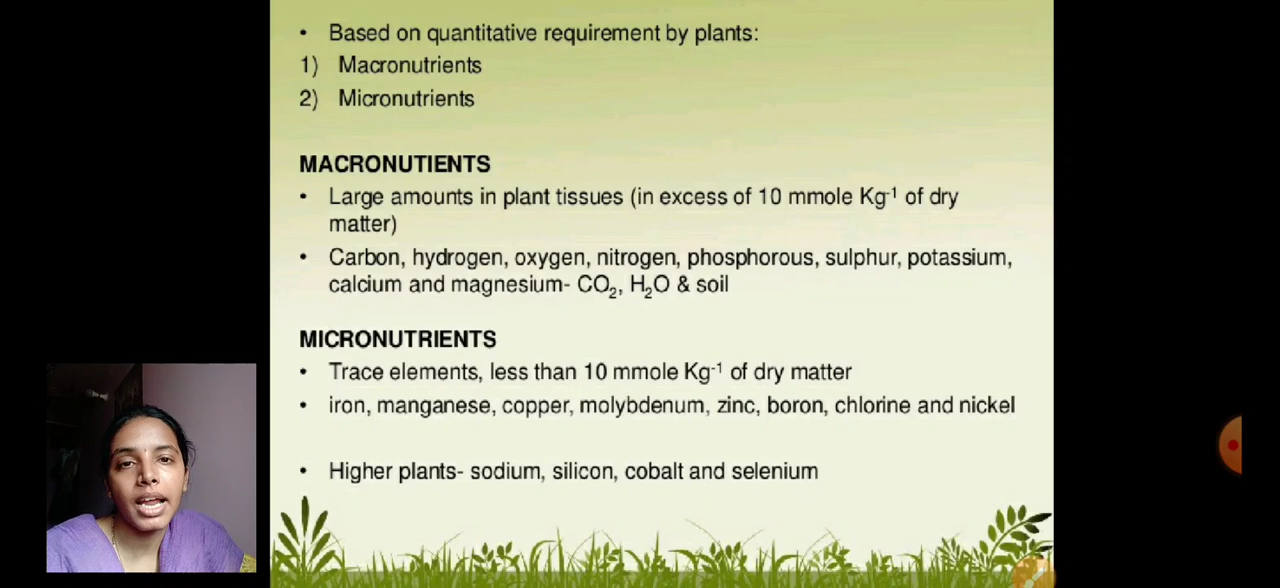 • Based on quantitative requirement by plants:
1) Macronutrients
2) Micronutrients
MACRONUTIENTS
• Large amounts in plant tissues (in excess of 10 mmole Kg⁻¹ of dry
matter)
• Carbon, hydrogen, oxygen, nitrogen, phosphorous, sulphur, potassium,
calcium and magnesium- CO₂, H₂O & soil
MICRONUTRIENTS
• Trace elements, less than 10 mmole Kg⁻¹ of dry matter
• iron, manganese, copper, molybdenum, zinc, boron, chlorine and nickel
• Higher plants- sodium, silicon, cobalt and selenium